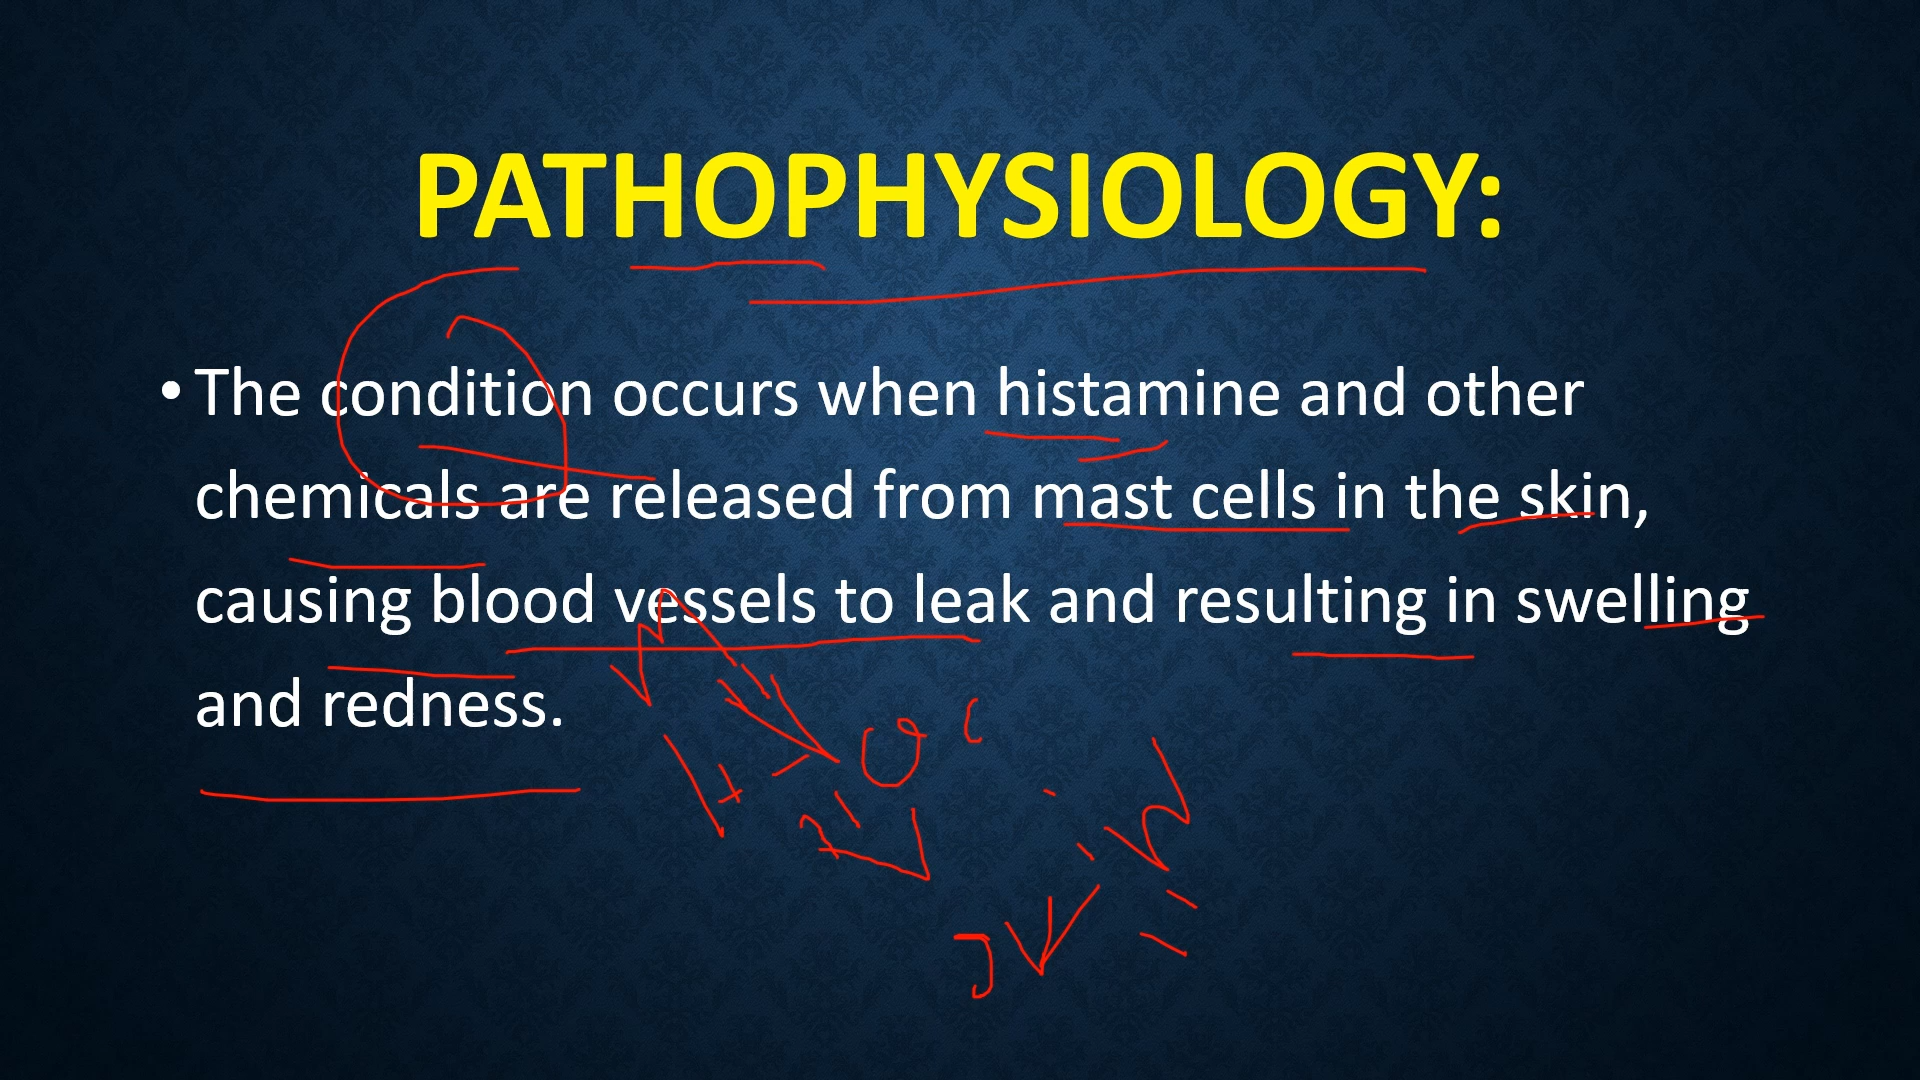 PATHOPHYSIOLOGY:
• The condition occurs when histamine and other
chemicals are released from mast cells in the skin,
causing blood vessels to leak and resulting in swelling
and redness.